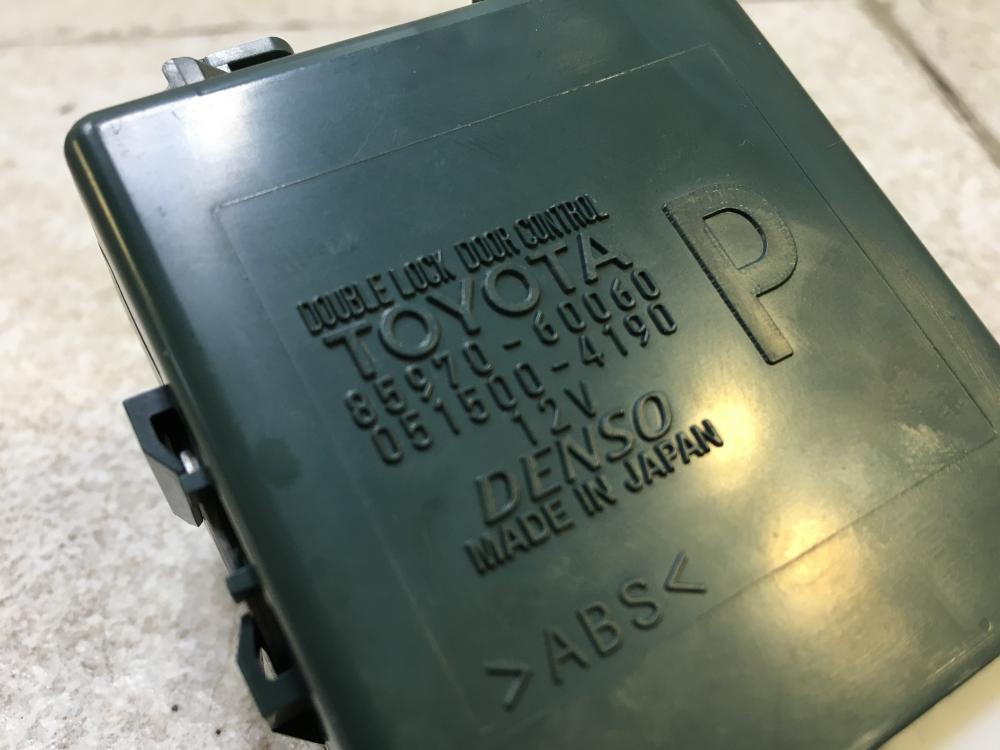 DOUBLE LOCK DOOR CONTROL
TOYOTA
85970-60060
051500-4190
12V
DENSO
MADE IN JAPAN
P
>ABS<